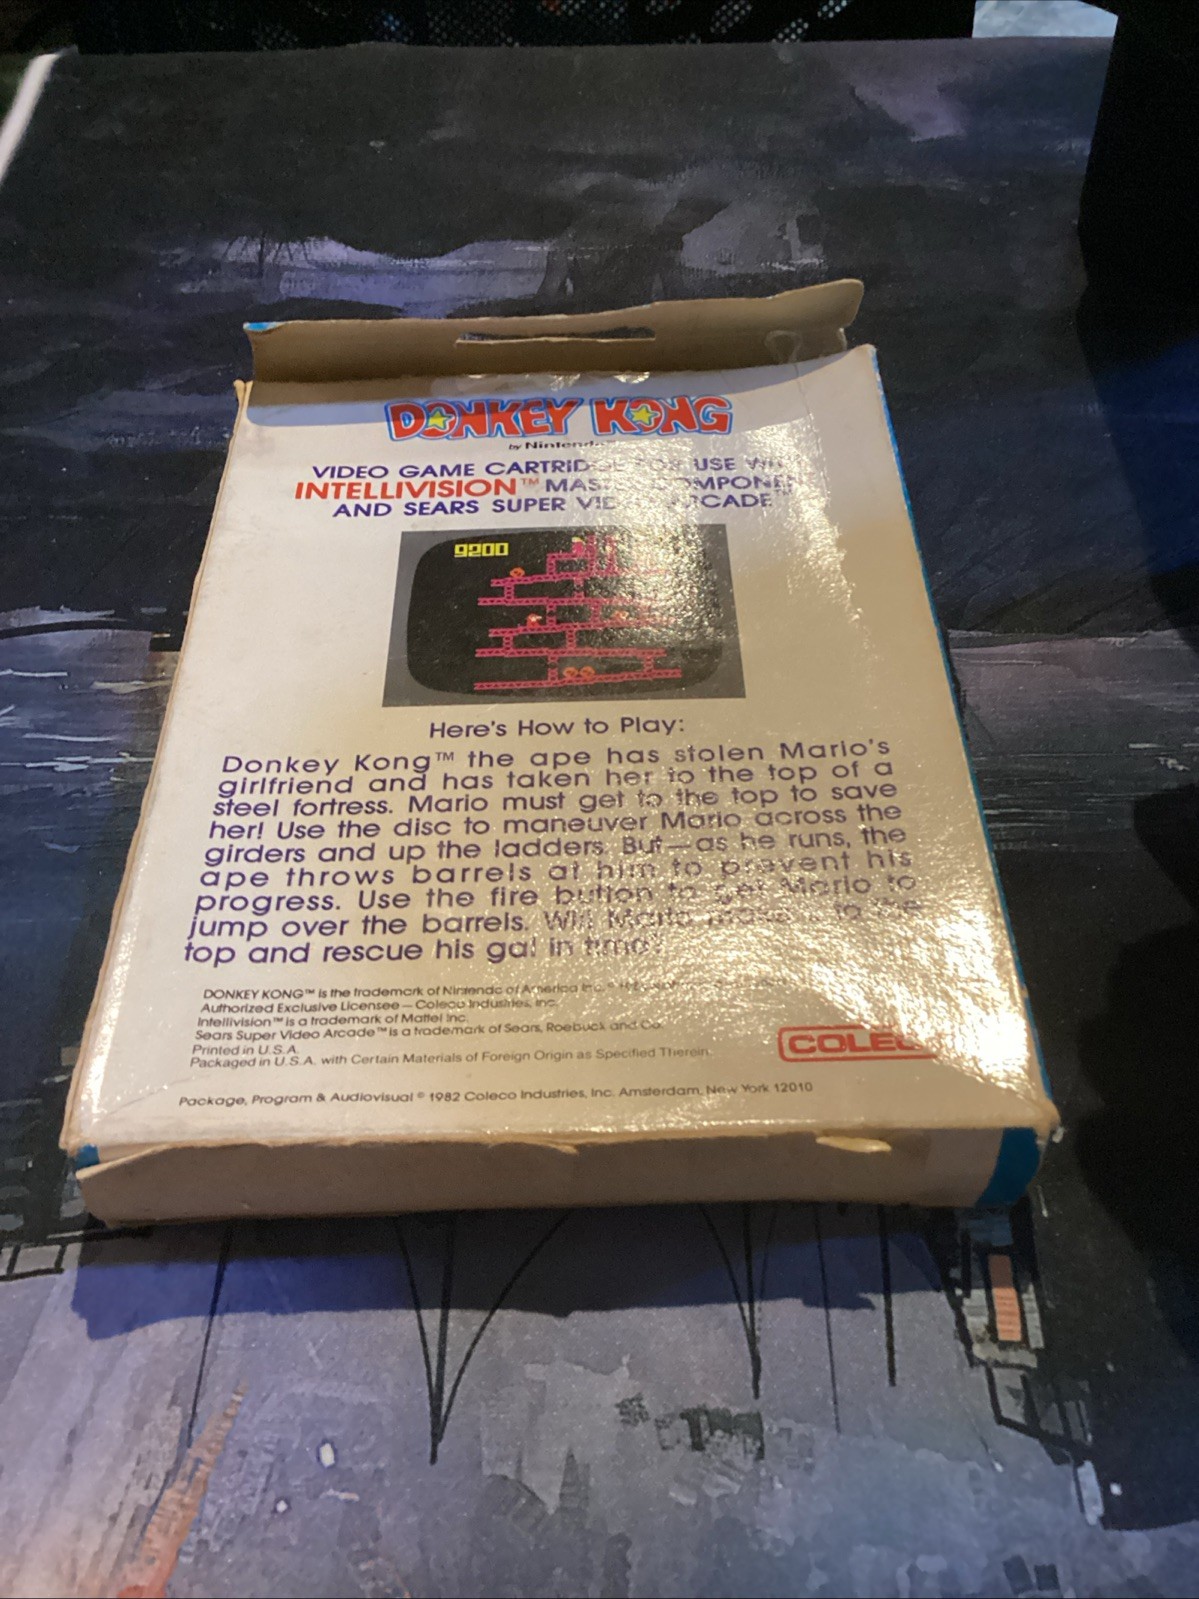 DONKEY KONG
by Nintendo
VIDEO GAME CARTRIDGE FOR USE
INTELLIVISION™ MASTER COMPONENT
AND SEARS SUPER VIDEO ARCADE™
9200
Here's How to Play:
Donkey Kong™ the ape has stolen Mario's
girlfriend and has taken her to the top of a
steel fortress. Mario must get to the top to save
her! Use the disc to maneuver Mario across the
girders and up the ladders. But—as he runs, the
ape throws barrels at him to prevent his
progress. Use the fire button to get Mario to
jump over the barrels. Will Mario make it to the
top and rescue his gal in time?
DONKEY KONG™ is the trademark of Nintendo of America Inc. ©
Authorized Exclusive Licensee—Coleco Industries, Inc.
Intellivision™ is a trademark of Mattel Inc.
Sears Super Video Arcade™ is a trademark of Sears, Roebuck and Co.
Printed in U.S.A.
Packaged in U.S.A. with Certain Materials of Foreign Origin as Specified Therein.
COLECO
Package, Program & Audiovisual © 1982 Coleco Industries, Inc. Amsterdam, New York 12010